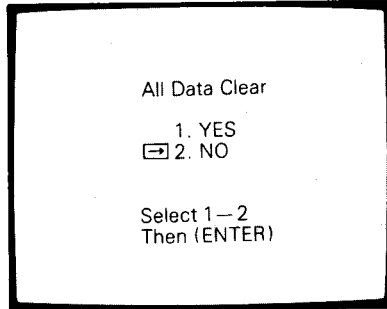 All Data Clear
1. YES
→ 2. NO
Select 1—2
Then (ENTER)